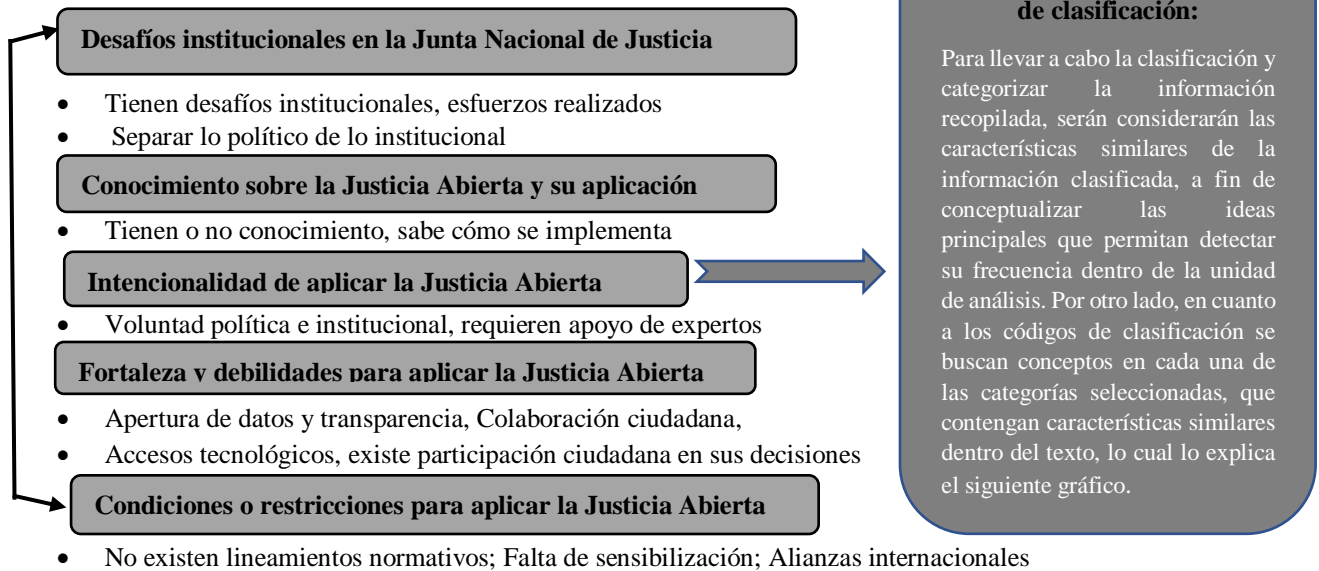 Desafíos institucionales en la Junta Nacional de Justicia
• Tienen desafíos institucionales, esfuerzos realizados
• Separar lo político de lo institucional
Conocimiento sobre la Justicia Abierta y su aplicación
• Tienen o no conocimiento, sabe cómo se implementa
Intencionalidad de aplicar la Justicia Abierta
• Voluntad política e institucional, requieren apoyo de expertos
Fortaleza y debilidades para aplicar la Justicia Abierta
• Apertura de datos y transparencia, Colaboración ciudadana,
• Accesos tecnológicos, existe participación ciudadana en sus decisiones
Condiciones o restricciones para aplicar la Justicia Abierta
• No existen lineamientos normativos; Falta de sensibilización; Alianzas internacionales
de clasificación:
Para llevar a cabo la clasificación y
categorizar la información
recopilada, serán considerarán las
características similares de la
información clasificada, a fin de
conceptualizar las ideas
principales que permitan detectar
su frecuencia dentro de la unidad
de análisis. Por otro lado, en cuanto
a los códigos de clasificación se
buscan conceptos en cada una de
las categorías seleccionadas, que
contengan características similares
dentro del texto, lo cual lo explica
el siguiente gráfico.